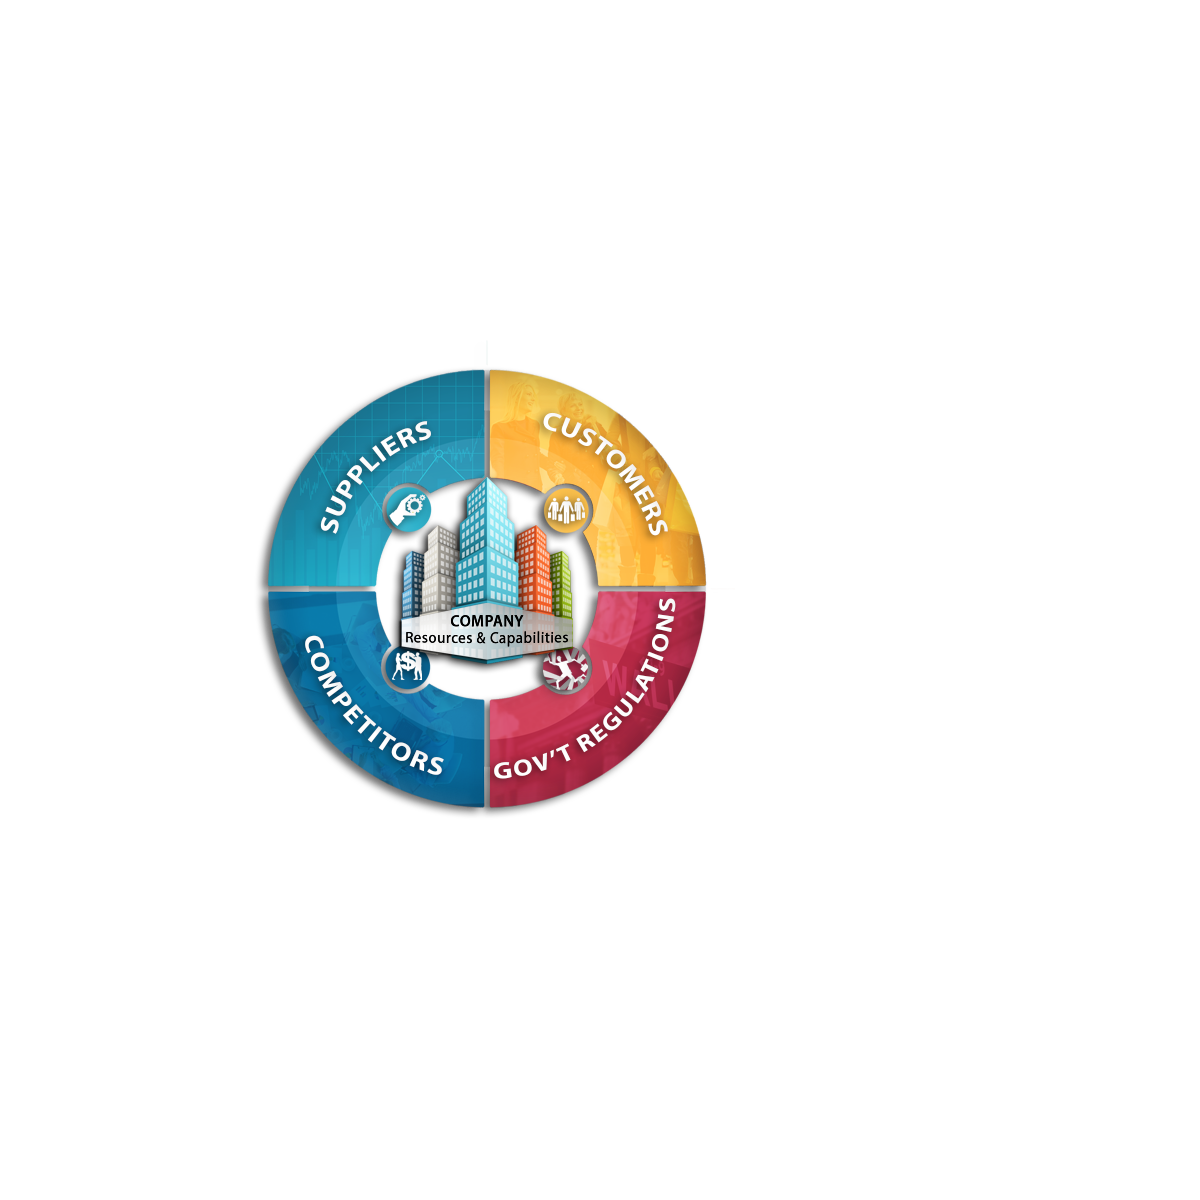 SUPPLIERS
CUSTOMERS
COMPANY
Resources & Capabilities
COMPETITORS
GOV'T REGULATIONS